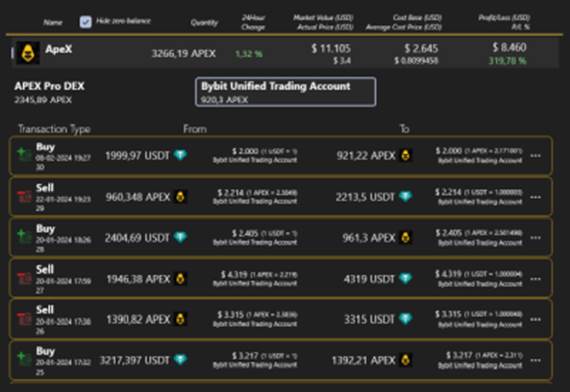 Name Hide zero balance Quantity 24Hour Change Market Value (USD) Actual Price (USD) Cost Base (USD) Average Cost Price (USD) Profit/Loss (USD) P/L %
ApeX 3266,19 APEX 1,52 % $ 11.105 $ 2.645 $ 8.460
$ 3.4 $ 0.8099458 319,78 %
APEX Pro DEX Bybit Unified Trading Account
2345,89 APEX 920,3 APEX
Transaction Type From To
Buy 1999,97 USDT $ 2.000 (1 USDT = 1) 921,22 APEX $ 2.000 (1 APEX = 2.171001)
08-02-2024 19:27 Bybit Unified Trading Account Bybit Unified Trading Account
30
Sell 960,348 APEX $ 2.214 (1 APEX = 2.3049) 2213,5 USDT $ 2.214 (1 USDT = 1.000003)
22-01-2024 19:23 Bybit Unified Trading Account Bybit Unified Trading Account
29
Buy 2404,69 USDT $ 2.405 (1 USDT = 1) 961,3 APEX $ 2.405 (1 APEX = 2.501498)
20-01-2024 18:26 Bybit Unified Trading Account Bybit Unified Trading Account
28
Sell 1946,38 APEX $ 4.319 (1 APEX = 2.219) 4319 USDT $ 4.319 (1 USDT = 1.000004)
20-01-2024 17:59 Bybit Unified Trading Account Bybit Unified Trading Account
27
Sell 1390,82 APEX $ 3.315 (1 APEX = 2.3836) 3315 USDT $ 3.315 (1 USDT =
20-01-2024 17:38 Bybit Unified Trading Account Bybit Unified Trading Account
26
Buy 3217,397 USDT $ 3.217 (1 USDT = 1) 1392,21 APEX $ 3.217 (1 APEX = 2.311)
20-01-2024 17:32 Bybit Unified Trading Account Bybit Unified Trading Account
25